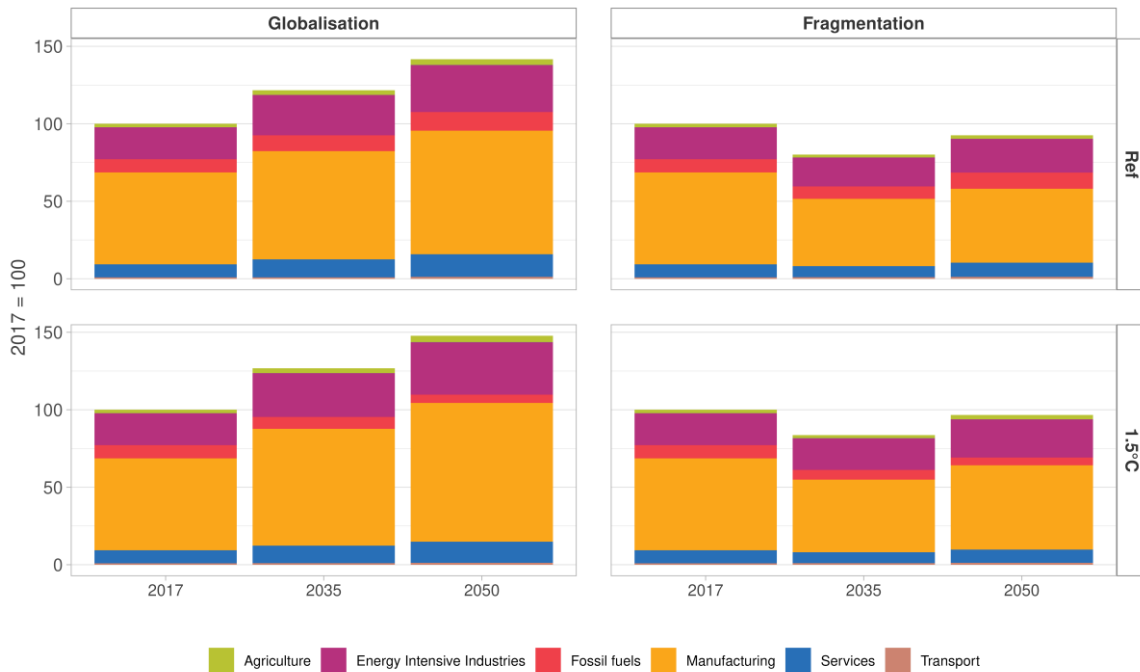 Globalisation
Fragmentation
2017 = 100
150
100
50
0
Ref
150
100
50
0
1.5°C
2017
2035
2050
2017
2035
2050
Agriculture
Energy Intensive Industries
Fossil fuels
Manufacturing
Services
Transport